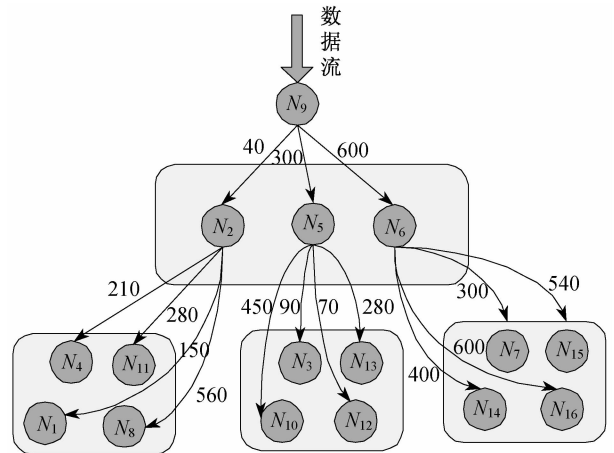 数
据
流
N₉
40
300
600
N₂
N₅
N₆
210
280
150
560
450
90
70
280
300
540
400
600
N₄
N₁₁
N₃
N₁₃
N₇
N₁₅
N₁
N₈
N₁₀
N₁₂
N₁₄
N₁₆